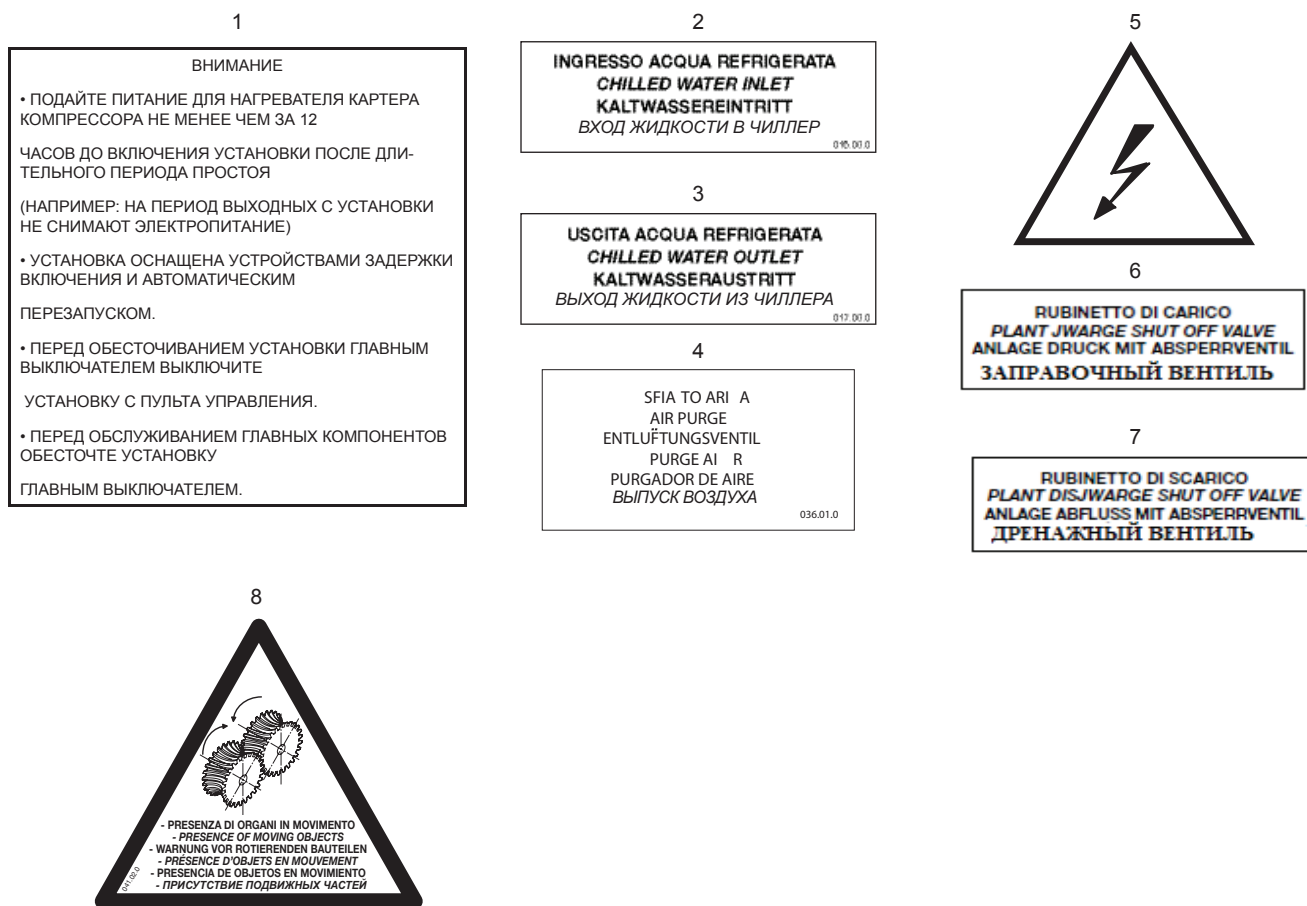 1
ВНИМАНИЕ
• ПОДАЙТЕ ПИТАНИЕ ДЛЯ НАГРЕВАТЕЛЯ КАРТЕРА
КОМПРЕССОРА НЕ МЕНЕЕ ЧЕМ ЗА 12
ЧАСОВ ДО ВКЛЮЧЕНИЯ УСТАНОВКИ ПОСЛЕ ДЛИ-
ТЕЛЬНОГО ПЕРИОДА ПРОСТОЯ
(НАПРИМЕР: НА ПЕРИОД ВЫХОДНЫХ С УСТАНОВКИ
НЕ СНИМАЮТ ЭЛЕКТРОПИТАНИЕ)
• УСТАНОВКА ОСНАЩЕНА УСТРОЙСТВАМИ ЗАДЕРЖКИ
ВКЛЮЧЕНИЯ И АВТОМАТИЧЕСКИМ
ПЕРЕЗАПУСКОМ.
• ПЕРЕД ОБЕСТОЧИВАНИЕМ УСТАНОВКИ ГЛАВНЫМ
ВЫКЛЮЧАТЕЛЕМ ВЫКЛЮЧИТЕ
УСТАНОВКУ С ПУЛЬТА УПРАВЛЕНИЯ.
• ПЕРЕД ОБСЛУЖИВАНИЕМ ГЛАВНЫХ КОМПОНЕНТОВ
ОБЕСТОЧТЕ УСТАНОВКУ
ГЛАВНЫМ ВЫКЛЮЧАТЕЛЕМ.
2
INGRESSO ACQUA REFRIGERATA
CHILLED WATER INLET
KALTWASSEREINTRITT
ВХОД ЖИДКОСТИ В ЧИЛЛЕР
016.00.0
3
USCITA ACQUA REFRIGERATA
CHILLED WATER OUTLET
KALTWASSERAUSTRITT
ВЫХОД ЖИДКОСТИ ИЗ ЧИЛЛЕРА
017.00.0
4
SFIA TO ARI A
AIR PURGE
ENTLUFTUNGSVENTIL
PURGE AI R
PURGADOR DE AIRE
ВЫПУСК ВОЗДУХА
036.01.0
5
6
RUBINETTO DI CARICO
PLANT JWARGE SHUT OFF VALVE
ANLAGE DRUCK MIT ABSPERRVENTIL
ЗАПРАВОЧНЫЙ ВЕНТИЛЬ
7
RUBINETTO DI SCARICO
PLANT DISJWARGE SHUT OFF VALVE
ANLAGE ABFLUSS MIT ABSPERRVENTIL
ДРЕНАЖНЫЙ ВЕНТИЛЬ
8
- PRESENZA DI ORGANI IN MOVIMENTO
- PRESENCE OF MOVING OBJECTS
- WARNUNG VOR ROTIERENDEN BAUTEILEN
- PRÉSENCE D'OBJETS EN MOUVEMENT
- PRESENCIA DE OBJETOS EN MOVIMIENTO
- ПРИСУТСТВИЕ ПОДВИЖНЫХ ЧАСТЕЙ
041.02.0